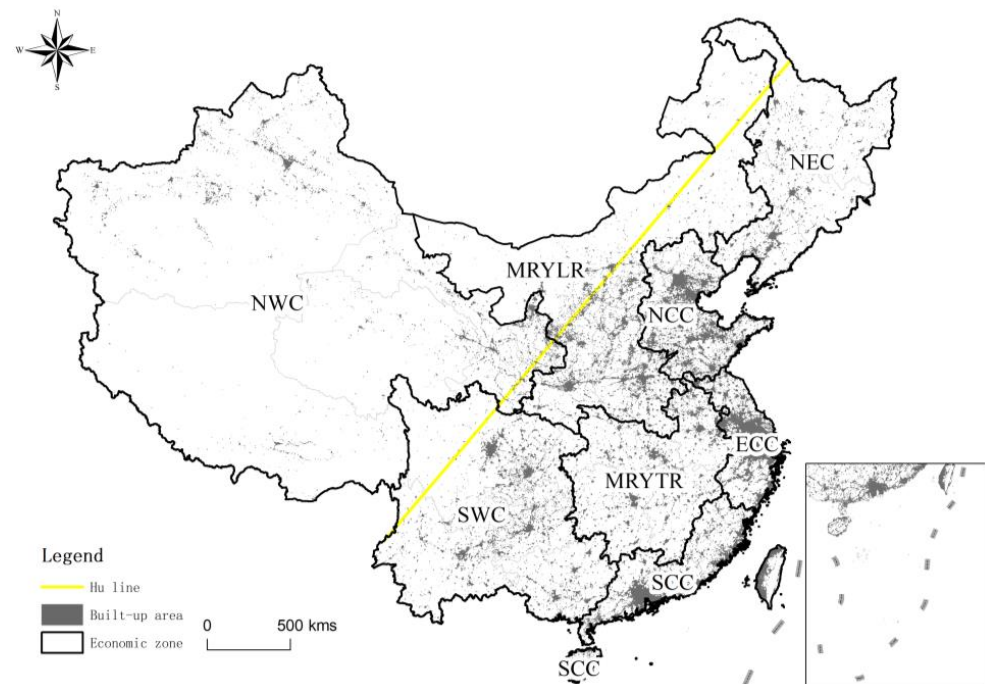 N
W E
S
NEC
MRYLR
NWC
NCC
ECC
MRYTR
SWC
SCC
SCC
Legend
Hu line
Built-up area
Economic zone
0 500 kms